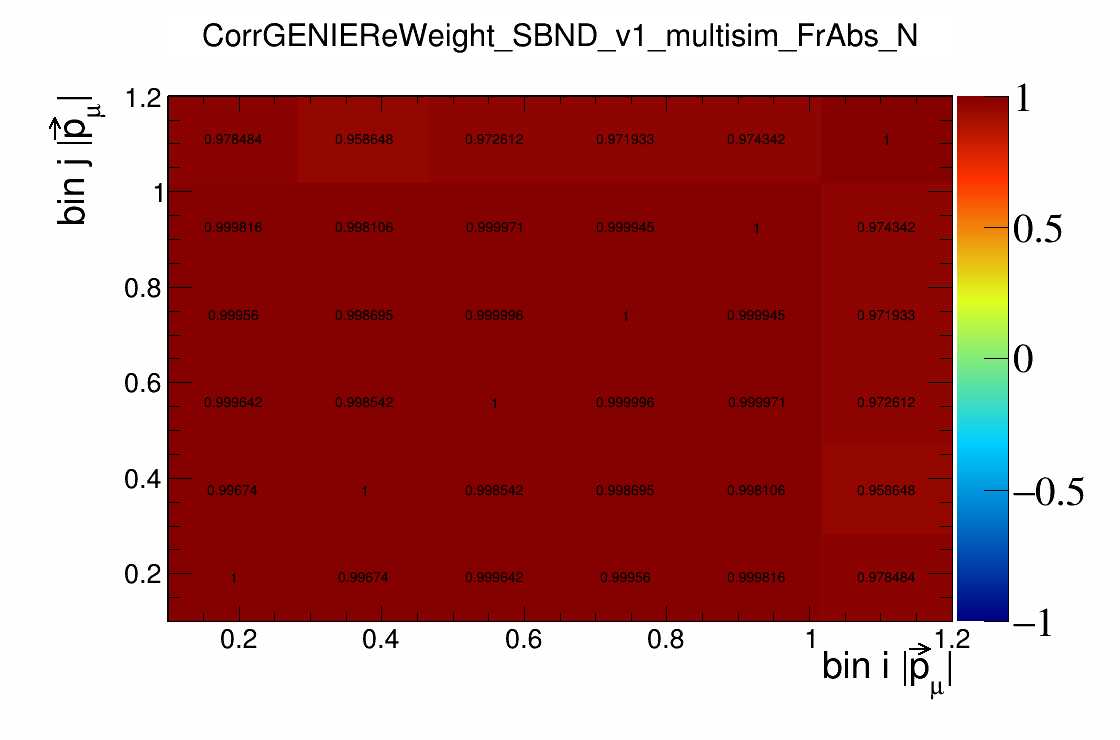 CorrGENIEReWeight_SBND_v1_multisim_FrAbs_N
bin j |p⃗μ|
1.2
1
0.8
0.6
0.4
0.2
0.978484 0.958648 0.972612 0.971933 0.974342 1
0.999816 0.998106 0.999971 0.999945 1 0.974342
0.99956 0.998695 0.999996 1 0.999945 0.971933
0.999642 0.998542 1 0.999996 0.999971 0.972612
0.99674 1 0.998542 0.998695 0.998106 0.958648
1 0.99674 0.999642 0.99956 0.999816 0.978484
0.2 0.4 0.6 0.8 1 1.2
bin i |p⃗μ|
1
0.5
0
−0.5
−1